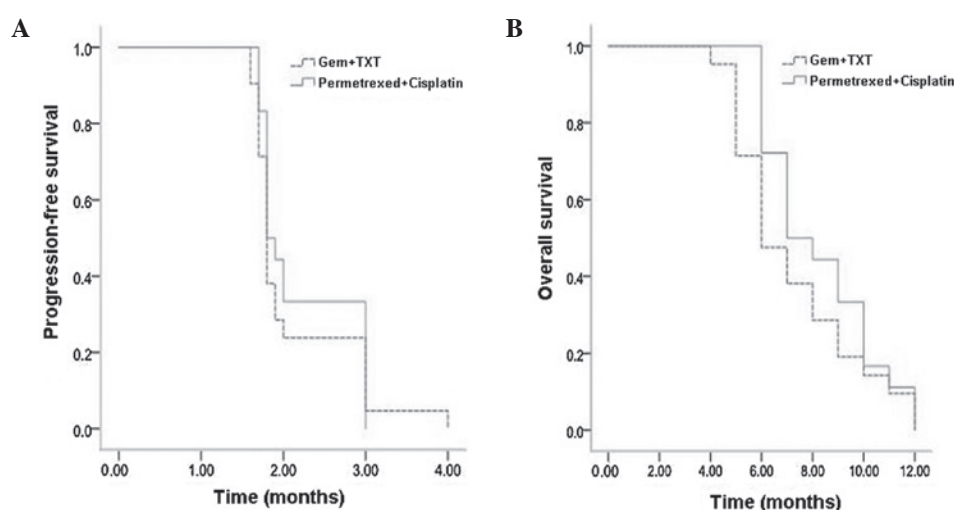 A
Progression-free survival
1.0
0.8
0.6
0.4
0.2
0.0
Gem+TXT
Permetrexed+Cisplatin
0.00 1.00 2.00 3.00 4.00
Time (months)
B
Overall survival
1.0
0.8
0.6
0.4
0.2
0.0
Gem+TXT
Permetrexed+Cisplatin
0.00 2.00 4.00 6.00 8.00 10.00 12.00
Time (months)